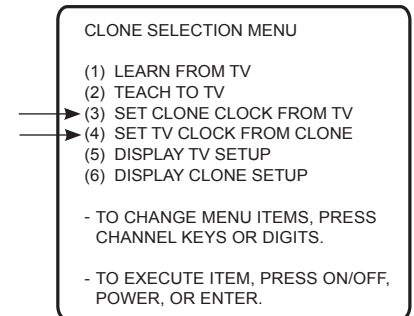 CLONE SELECTION MENU
(1) LEARN FROM TV
(2) TEACH TO TV
(3) SET CLONE CLOCK FROM TV
(4) SET TV CLOCK FROM CLONE
(5) DISPLAY TV SETUP
(6) DISPLAY CLONE SETUP
- TO CHANGE MENU ITEMS, PRESS
CHANNEL KEYS OR DIGITS.
- TO EXECUTE ITEM, PRESS ON/OFF,
POWER, OR ENTER.